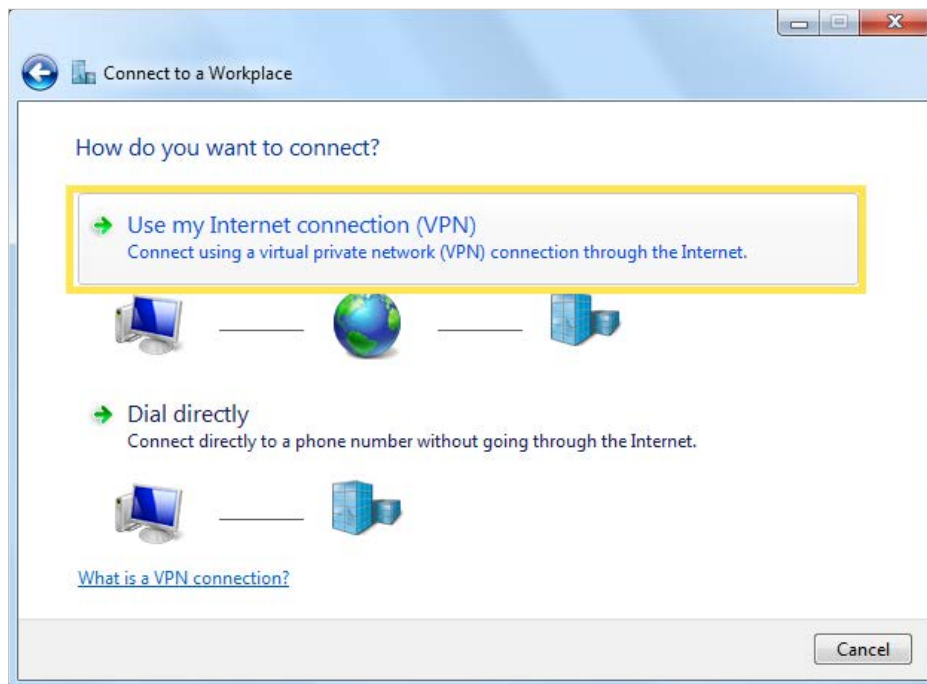 Connect to a Workplace
How do you want to connect?
Use my Internet connection (VPN)
Connect using a virtual private network (VPN) connection through the Internet.
Dial directly
Connect directly to a phone number without going through the Internet.
What is a VPN connection?
Cancel